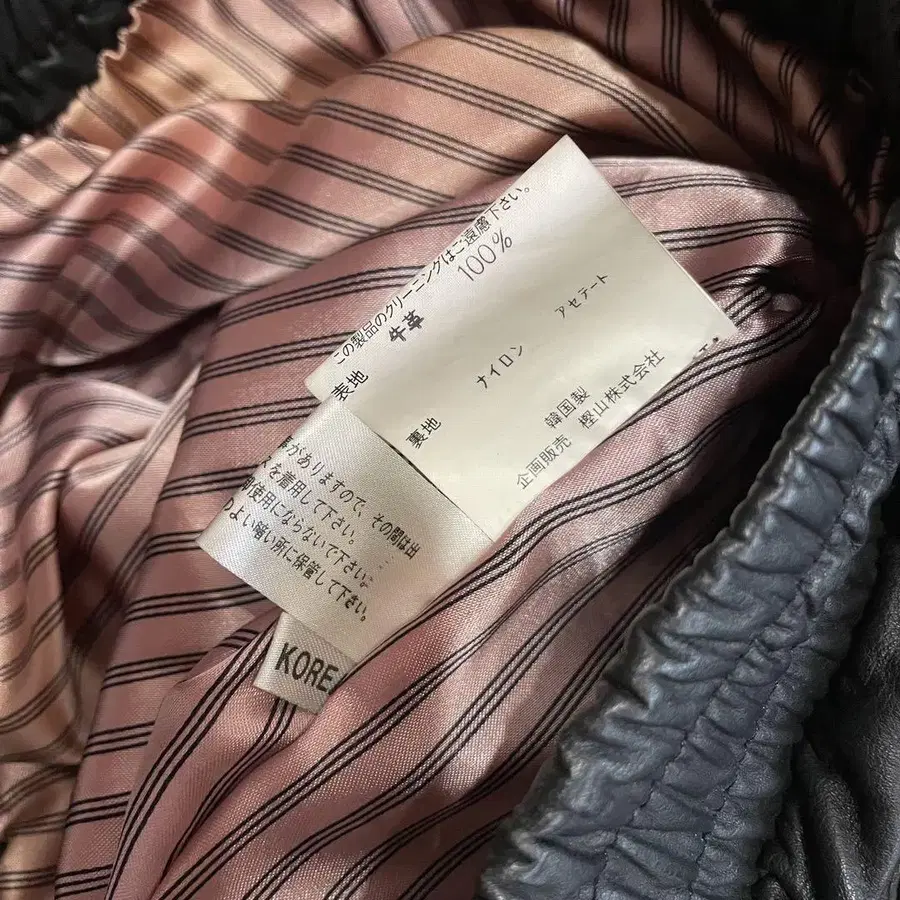 この製品のクリーニングはご遠慮下さい。
表地 牛革 100%
裏地 ナイロン アセテート
韓国製
企画販売 樫山株式会社
がありますので、その間は出
を着用して下さい。
使用にならないで下さい。
のよい暗い所に保管して下さい。
KOREA